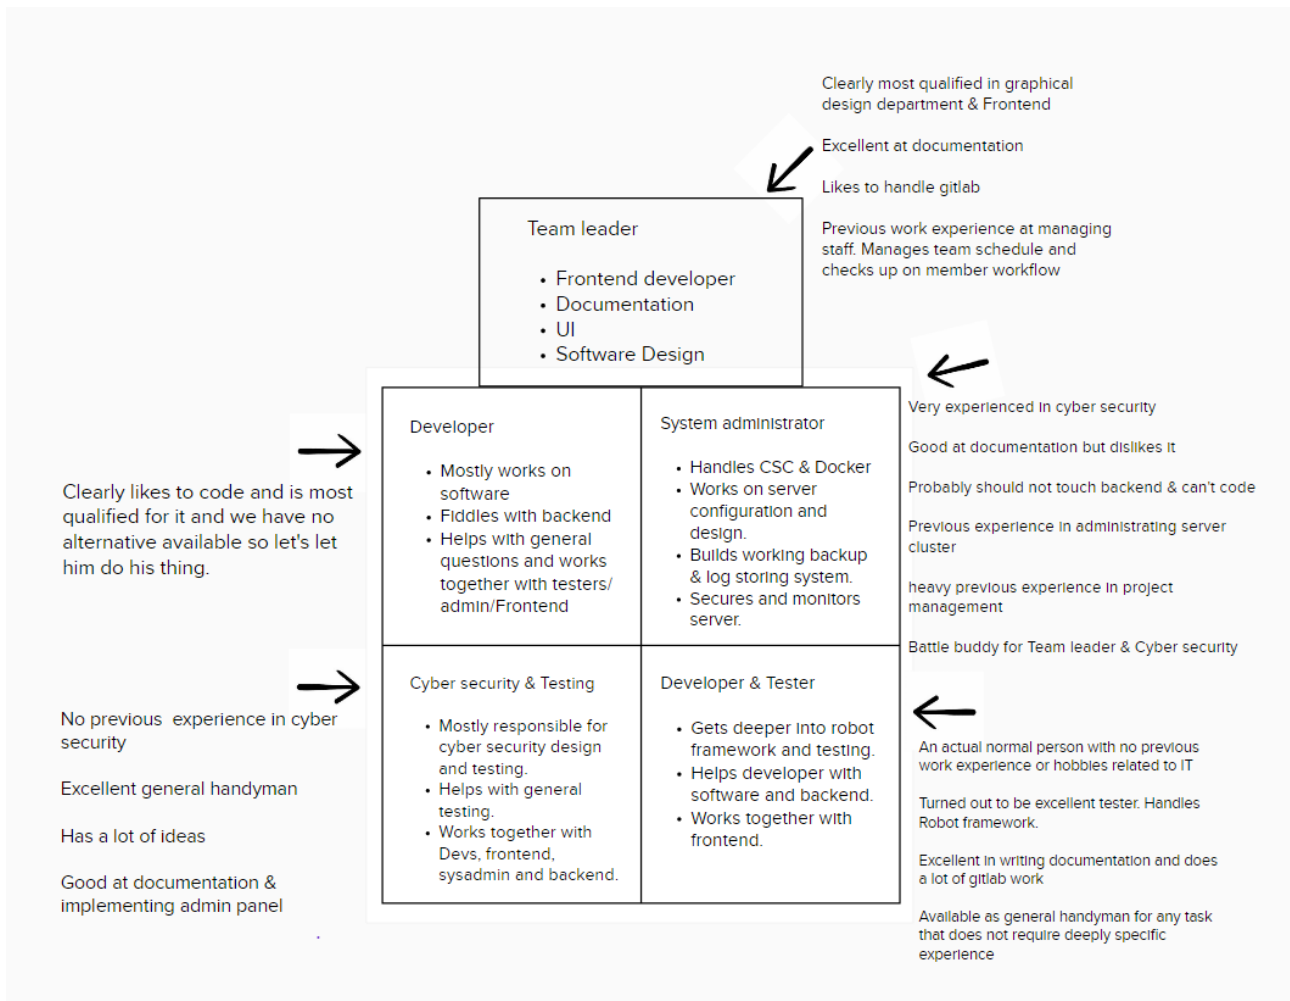 Clearly most qualified in graphical
design department & Frontend
Excellent at documentation
Likes to handle gitlab
Previous work experience at managing
staff. Manages team schedule and
checks up on member workflow
Team leader
• Frontend developer
• Documentation
• UI
• Software Design
Developer
• Mostly works on
software
• Fiddles with backend
• Helps with general
questions and works
together with testers/
admin/Frontend
System administrator
• Handles CSC & Docker
• Works on server
configuration and
design.
• Builds working backup
& log storing system.
• Secures and monitors
server.
Clearly likes to code and is most
qualified for it and we have no
alternative available so let's let
him do his thing.
Very experienced in cyber security
Good at documentation but dislikes it
Probably should not touch backend & can't code
Previous experience in administrating server
cluster
heavy previous experience in project
management
Battle buddy for Team leader & Cyber security
Cyber security & Testing
• Mostly responsible for
cyber security design
and testing.
• Helps with general
testing.
• Works together with
Devs, frontend,
sysadmin and backend.
Developer & Tester
• Gets deeper into robot
framework and testing.
• Helps developer with
software and backend.
• Works together with
frontend.
No previous experience in cyber
security
Excellent general handyman
Has a lot of ideas
Good at documentation &
implementing admin panel
An actual normal person with no previous
work experience or hobbies related to IT
Turned out to be excellent tester. Handles
Robot framework.
Excellent in writing documentation and does
a lot of gitlab work
Available as general handyman for any task
that does not require deeply specific
experience